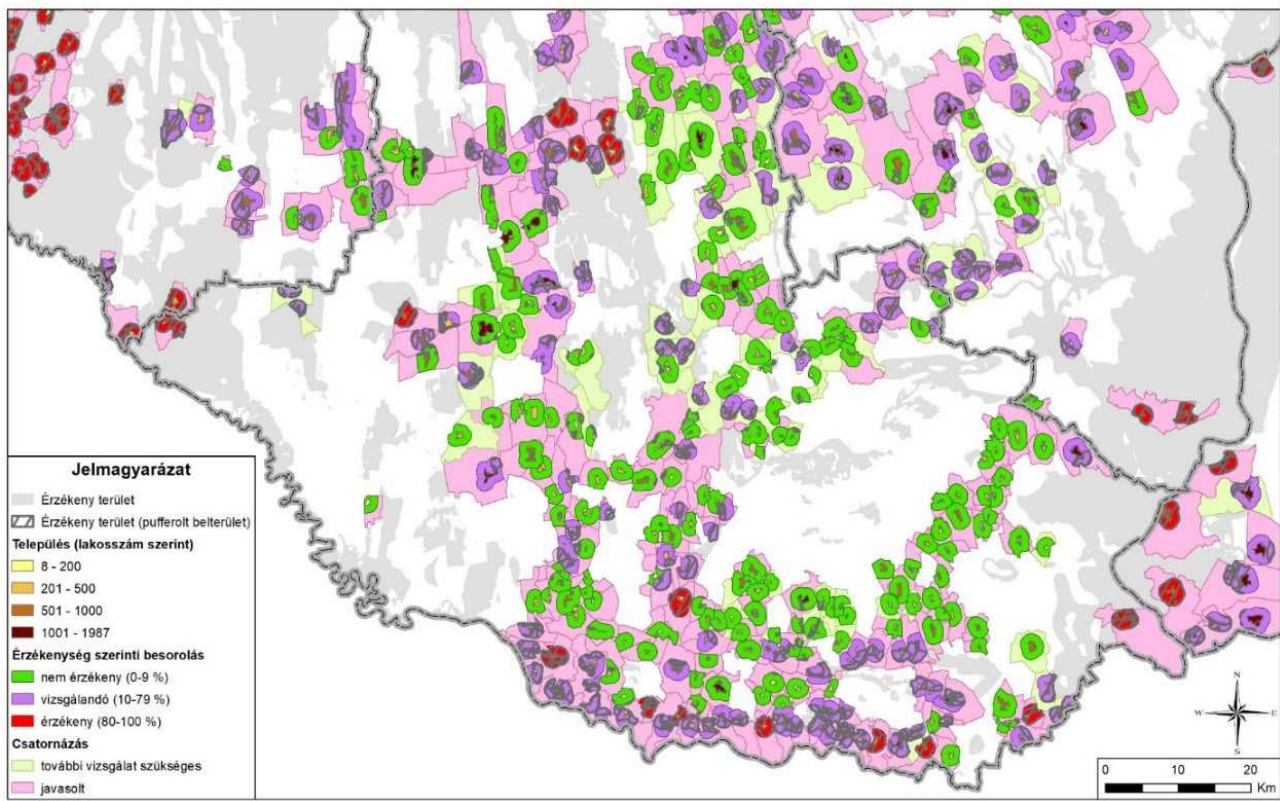 Jelmagyarázat
Érzékeny terület
Érzékeny terület (pufferolt belterület)
Település (lakosszám szerint)
8 - 200
201 - 500
501 - 1000
1001 - 1987
Érzékenység szerinti besorolás
nem érzékeny (0-9 %)
vizsgálandó (10-79 %)
érzékeny (80-100 %)
Csatornázás
további vizsgálat szükséges
javasolt
N
W E
S
0 10 20
Km